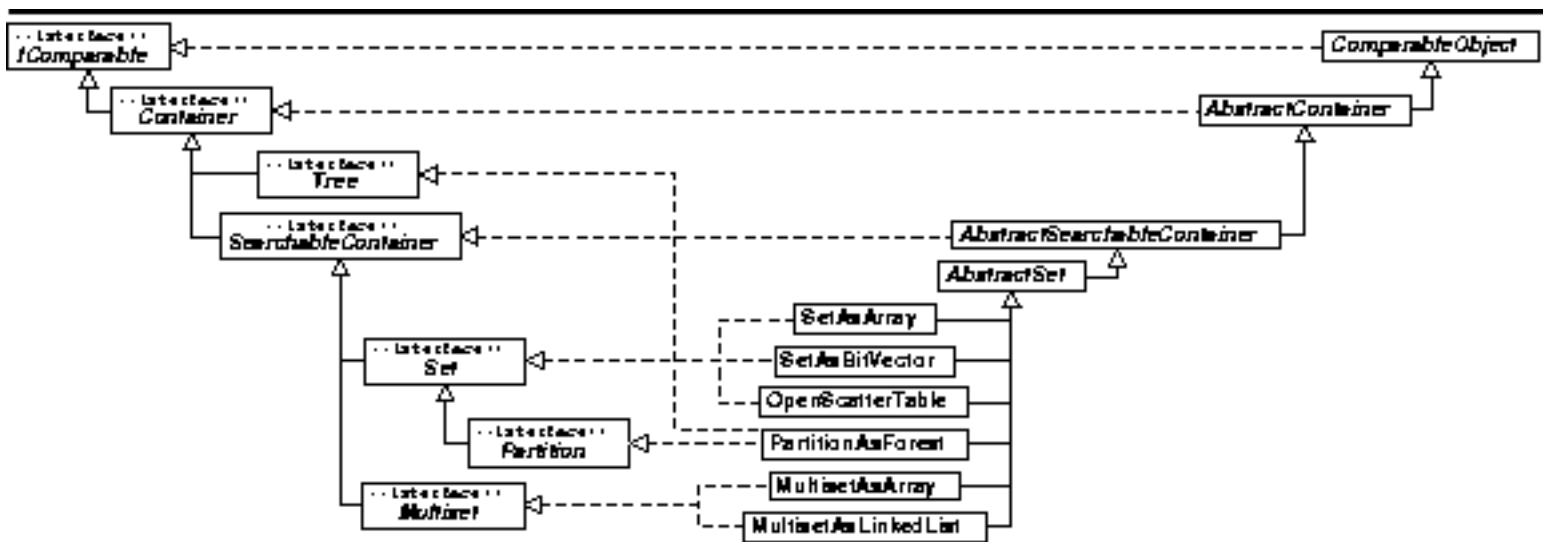 ··Interface··
IComparable
ComparableObject
··Interface··
Container
AbstractContainer
··Interface··
Tree
··Interface··
SearchableContainer
AbstractSearchableContainer
AbstractSet
SetAsArray
··Interface··
Set
SetAsBitVector
OpenScatterTable
··Interface··
Partition
PartitionAsForest
··Interface··
Multiset
MultisetAsArray
MultisetAsLinkedList